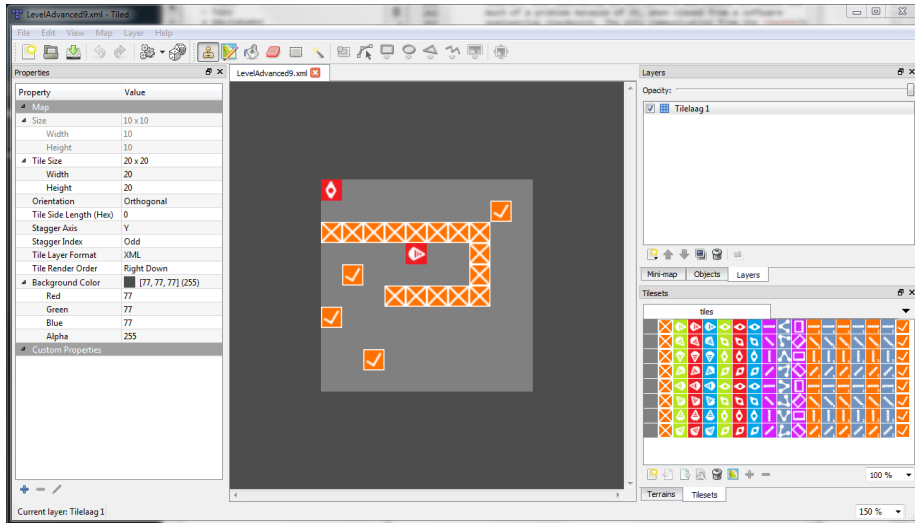 LevelAdvanced9.xml - Tiled
File Edit View Map Layer Help
Properties
LevelAdvanced9.xml
Layers
Property Value
Opacity:
Map
Tilelaag 1
Size 10 x 10
Width 10
Height 10
Tile Size 20 x 20
Width 20
Height 20
Orientation Orthogonal
Tile Side Length (Hex) 0
Stagger Axis Y
Stagger Index Odd
Tile Layer Format XML
Tile Render Order Right Down
Background Color [77, 77, 77] (255)
Red 77
Green 77
Blue 77
Alpha 255
Custom Properties
Mini-map Objects Layers
Tilesets
tiles
100 %
Terrains Tilesets
Current layer: Tilelaag 1
150 %